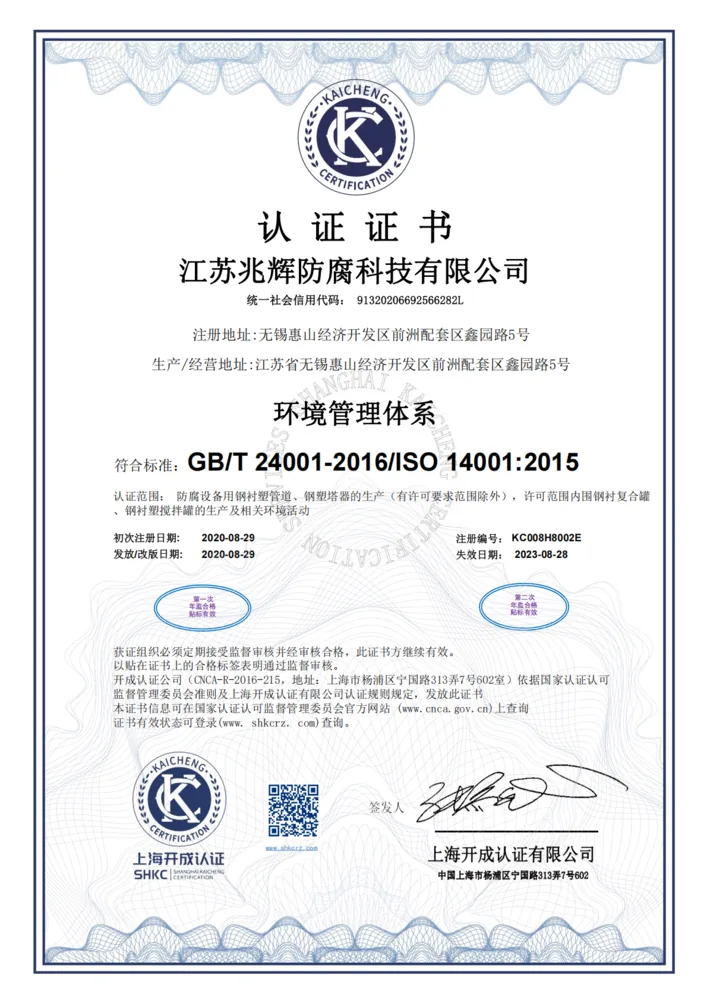 KAICHENG
CERTIFICATION
认证证书
江苏兆辉防腐科技有限公司
统一社会信用代码： 91320206692566282L
注册地址:无锡惠山经济开发区前洲配套区鑫园路5号
生产/经营地址:江苏省无锡惠山经济开发区前洲配套区鑫园路5号
环境管理体系
符合标准: GB/T 24001-2016/ISO 14001:2015
认证范围： 防腐设备用钢衬塑管道、钢塑塔器的生产（有许可要求范围除外），许可范围内围钢衬复合罐
、钢衬塑搅拌罐的生产及相关环境活动
初次注册日期: 2020-08-29 注册编号: KC008H8002E
发放/改版日期: 2020-08-29 失效日期: 2023-08-28
SHANGHAI KAICHENG CERTIFICATION
第一次
年监合格
贴标有效
第二次
年监合格
贴标有效
获证组织必须定期接受监督审核并经审核合格，此证书方继续有效。
以贴在证书上的合格标签表明通过监督审核。
开成认证公司（CNCA-R-2016-215，地址：上海市杨浦区宁国路313弄7号602室）依据国家认证认可
监督管理委员会准则及上海开成认证有限公司认证规则规定，发放此证书
本证书信息可在国家认证认可监督管理委员会官方网站 (www.cnca.gov.cn)上查询
证书有效状态可登录(www. shkcrz. com)查询。
KAICHENG
CERTIFICATION
上海开成认证
SHKC SHANGHAI KAICHENG
CERTIFICATION
www.shkcrz.com
签发人
上海开成认证有限公司
中国上海市杨浦区宁国路313弄7号602